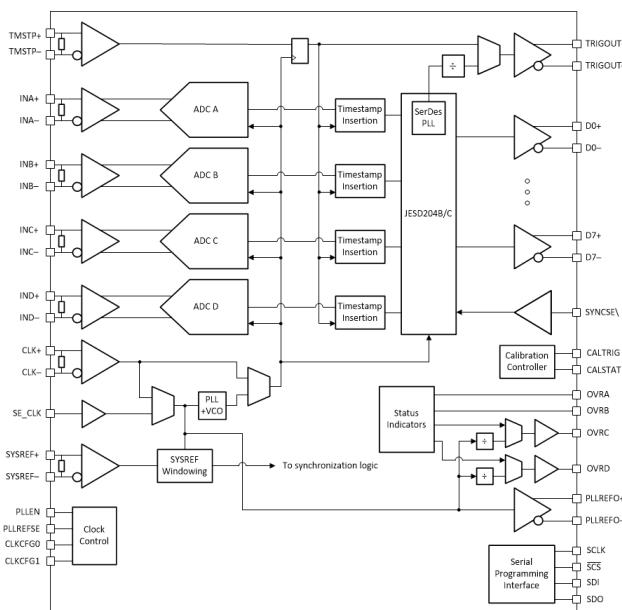 TMSTP+
TMSTP–
TRIGOUT+
TRIGOUT-
÷
SerDes
PLL
INA+
INA–
ADC A
Timestamp
Insertion
D0+
D0–
INB+
INB–
ADC B
Timestamp
Insertion
JESD204B/C
INC+
INC–
ADC C
Timestamp
Insertion
D7+
D7–
IND+
IND–
ADC D
Timestamp
Insertion
SYNCSE\
CLK+
CLK–
Calibration
Controller
CALTRIG
CALSTAT
SE_CLK
PLL
+VCO
Status
Indicators
OVRA
OVRB
OVRC
÷
OVRD
÷
SYSREF+
SYSREF–
SYSREF
Windowing
To synchronization logic
PLLREFO+
PLLREFO-
PLLEN
PLLREFSE
CLKCFG0
CLKCFG1
Clock
Control
Serial
Programming
Interface
SCLK
SCS
SDI
SDO